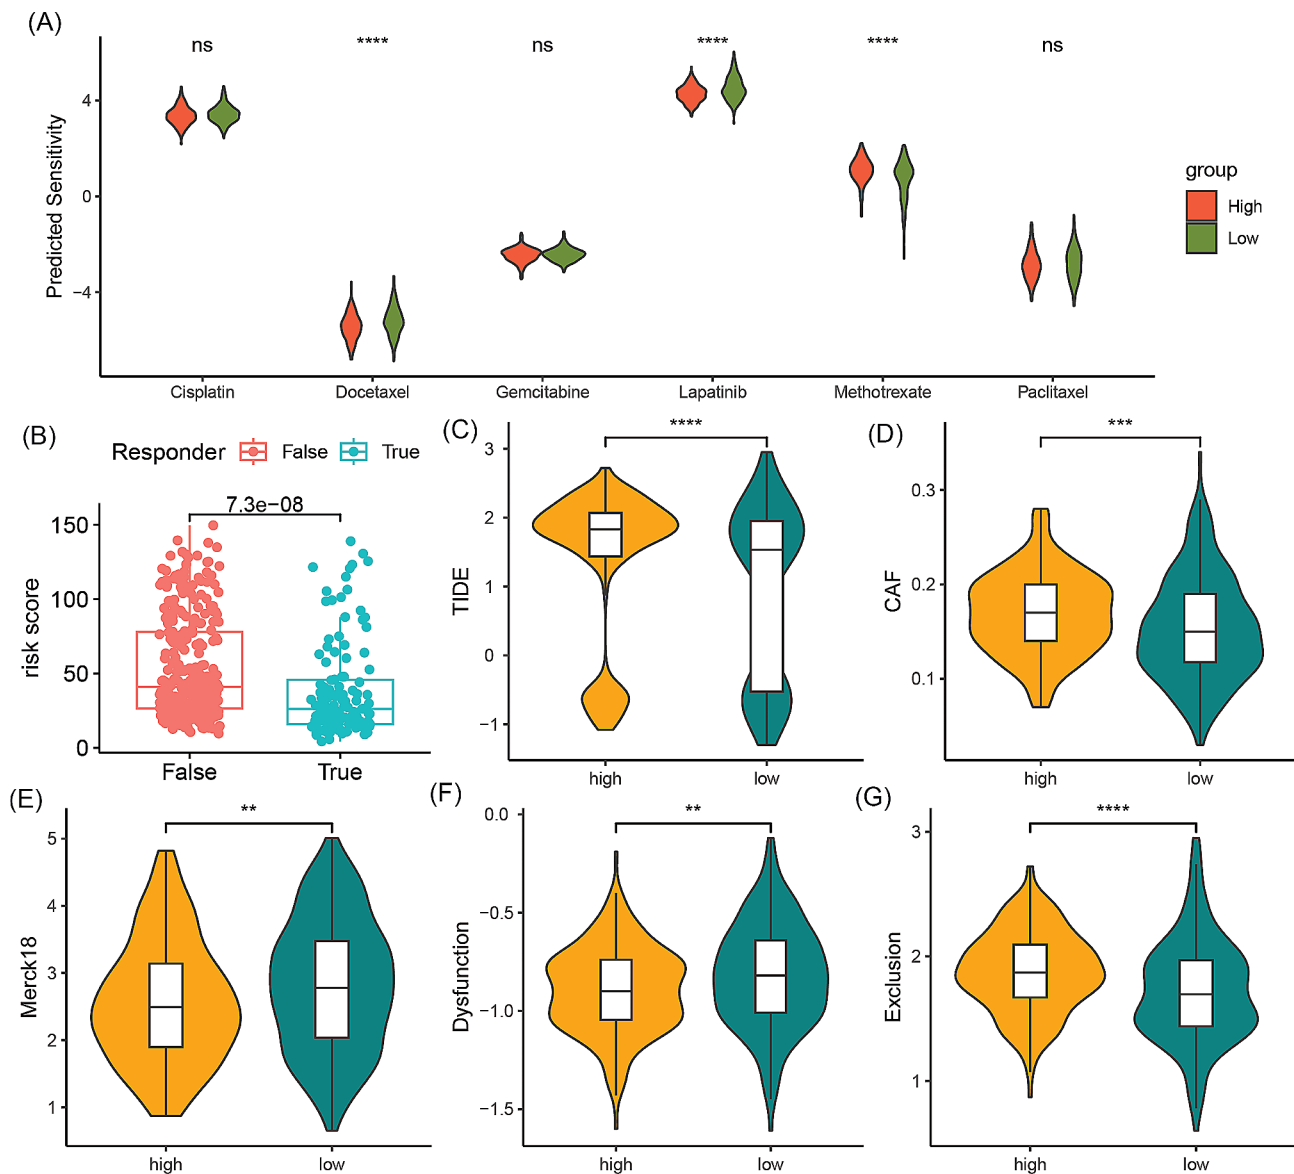 (A)
ns **** ns **** **** ns
Predicted Sensitivity
4
0
−4
Cisplatin Docetaxel Gemcitabine Lapatinib Methotrexate Paclitaxel
group
High
Low
(B)
Responder False True
7.3e−08
risk score
150
100
50
0
False True
(C)
****
TIDE
3
2
1
0
−1
high low
(D)
***
CAF
0.3
0.2
0.1
high low
(E)
**
Merck18
5
4
3
2
1
high low
(F)
**
Dysfunction
0.0
−0.5
−1.0
−1.5
high low
(G)
****
Exclusion
3
2
1
high low